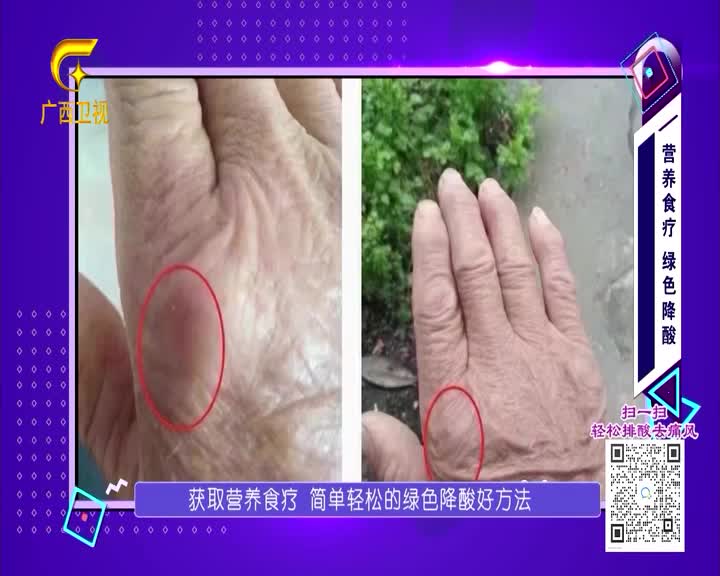 广西卫视
营养食疗 绿色降酸
扫一扫
轻松排酸去痛风
获取营养食疗 简单轻松的绿色降酸好方法